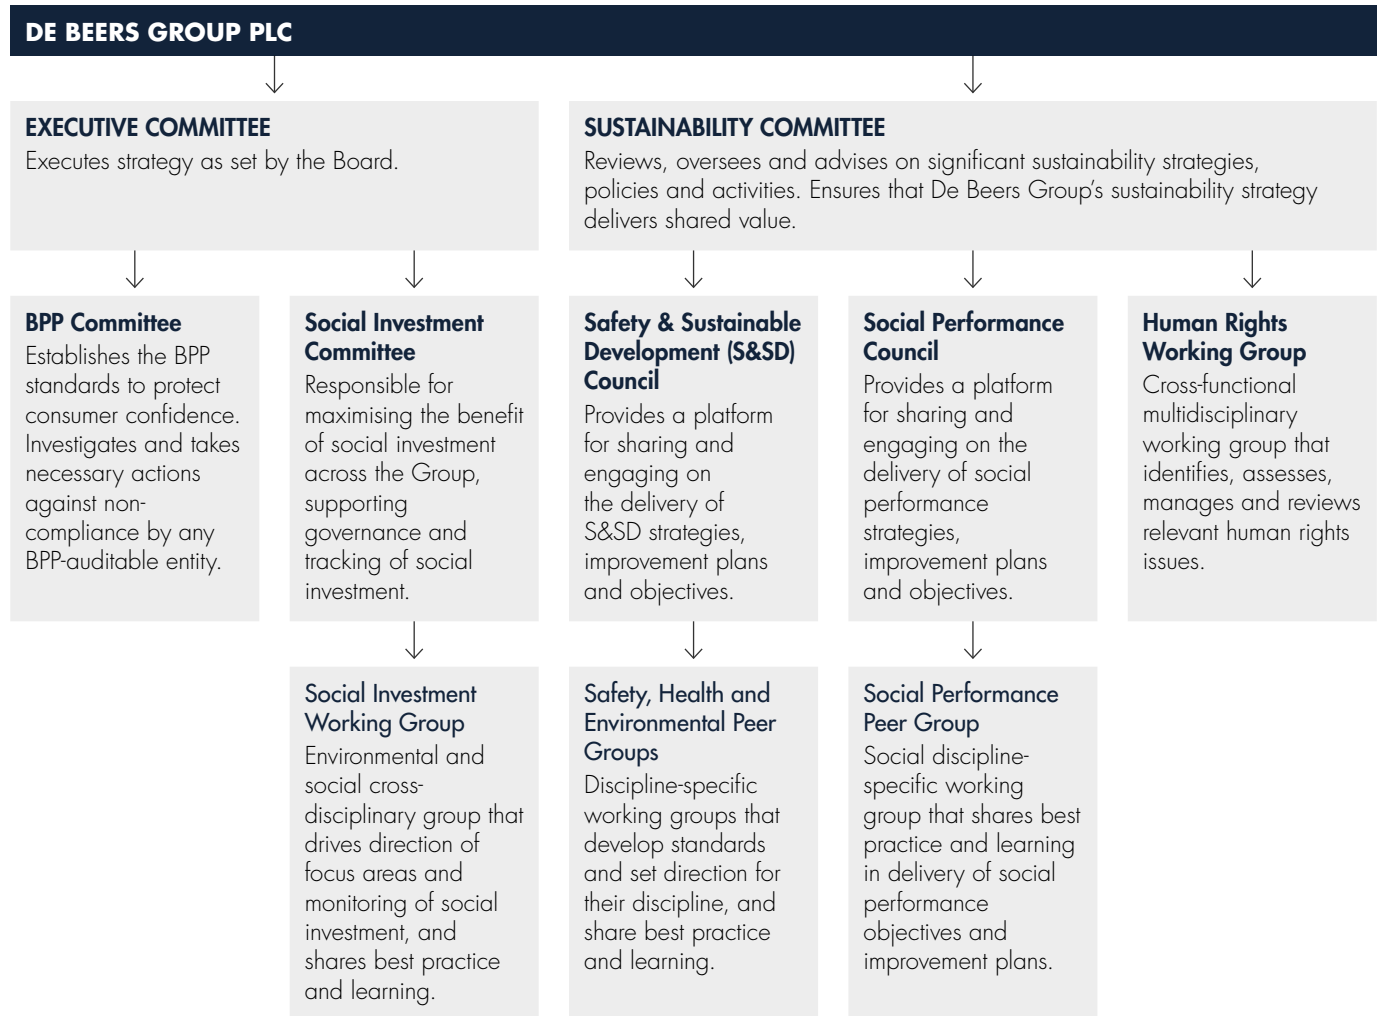 DE BEERS GROUP PLC
EXECUTIVE COMMITTEE
Executes strategy as set by the Board.
SUSTAINABILITY COMMITTEE
Reviews, oversees and advises on significant sustainability strategies,
policies and activities. Ensures that De Beers Group’s sustainability strategy
delivers shared value.
BPP Committee
Establishes the BPP
standards to protect
consumer confidence.
Investigates and takes
necessary actions
against non-
compliance by any
BPP-auditable entity.
Social Investment
Committee
Responsible for
maximising the benefit
of social investment
across the Group,
supporting
governance and
tracking of social
investment.
Safety & Sustainable
Development (S&SD)
Council
Provides a platform
for sharing and
engaging on
the delivery of
S&SD strategies,
improvement plans
and objectives.
Social Performance
Council
Provides a platform
for sharing and
engaging on the
delivery of social
performance
strategies,
improvement plans
and objectives.
Human Rights
Working Group
Cross-functional
multidisciplinary
working group that
identifies, assesses,
manages and reviews
relevant human rights
issues.
Social Investment
Working Group
Environmental and
social cross-
disciplinary group that
drives direction of
focus areas and
monitoring of social
investment, and
shares best practice
and learning.
Safety, Health and
Environmental Peer
Groups
Discipline-specific
working groups that
develop standards
and set direction for
their discipline, and
share best practice
and learning.
Social Performance
Peer Group
Social discipline-
specific working
group that shares best
practice and learning
in delivery of social
performance
objectives and
improvement plans.